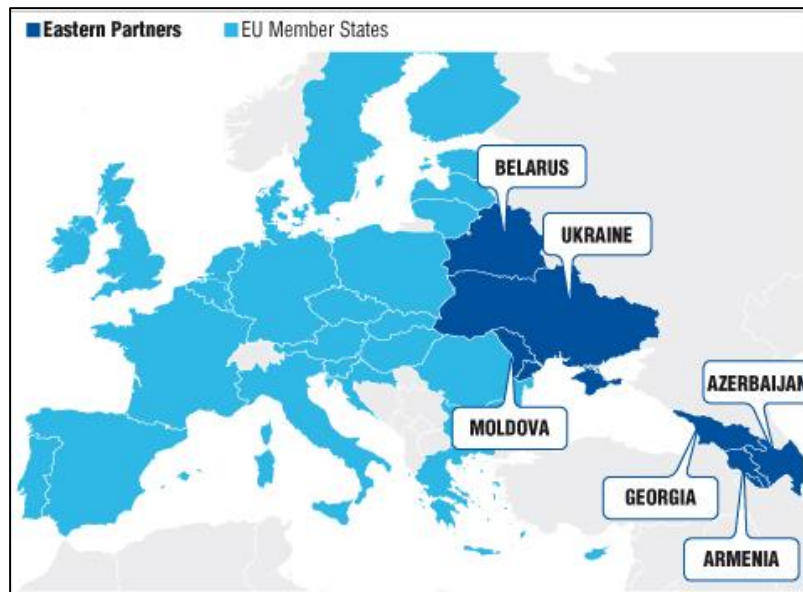 Eastern Partners EU Member States
BELARUS
UKRAINE
AZERBAIJAN
MOLDOVA
GEORGIA
ARMENIA